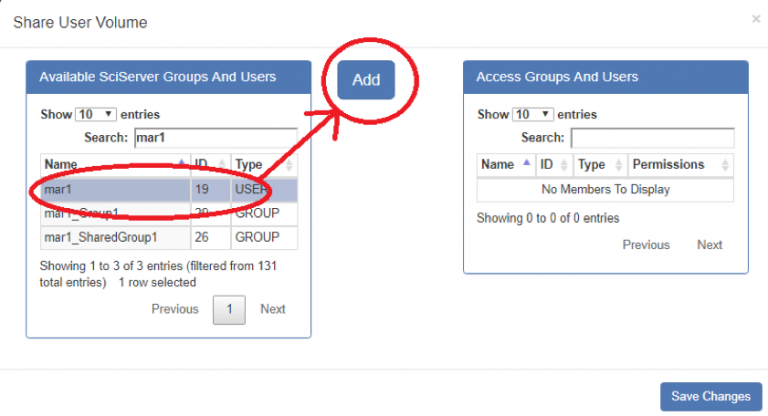 Share User Volume
×
Available SciServer Groups And Users
Show 10 entries
Search: mar1
Name ID Type
mar1 19 USER
mar1_Group1 GROUP
mar1_SharedGroup1 26 GROUP
Showing 1 to 3 of 3 entries (filtered from 131
total entries) 1 row selected
Previous 1 Next
Add
Access Groups And Users
Show 10 entries
Search:
Name ID Type Permissions
No Members To Display
Showing 0 to 0 of 0 entries
Previous Next
Save Changes